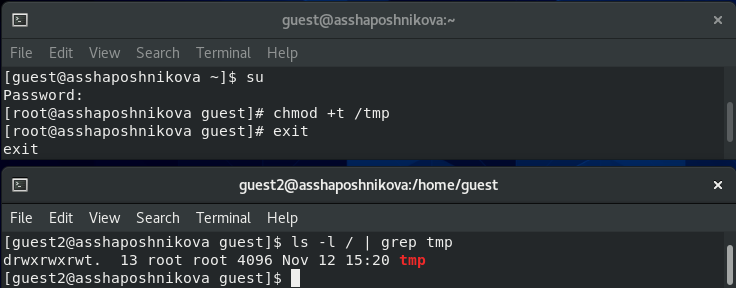 guest@asshaposhnikova:~
File Edit View Search Terminal Help
[guest@asshaposhnikova ~]$ su
Password:
[root@asshaposhnikova guest]# chmod +t /tmp
[root@asshaposhnikova guest]# exit
exit
guest2@asshaposhnikova:/home/guest
File Edit View Search Terminal Help
[guest2@asshaposhnikova guest]$ ls -l / | grep tmp
drwxrwxrwt.  13 root root 4096 Nov 12 15:20 tmp
[guest2@asshaposhnikova guest]$